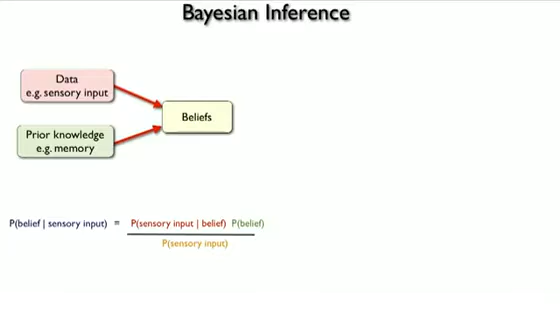 Bayesian Inference
Data
e.g. sensory input
Beliefs
Prior knowledge
e.g. memory
P(belief | sensory input) = P(sensory input | belief) P(belief)
P(sensory input)